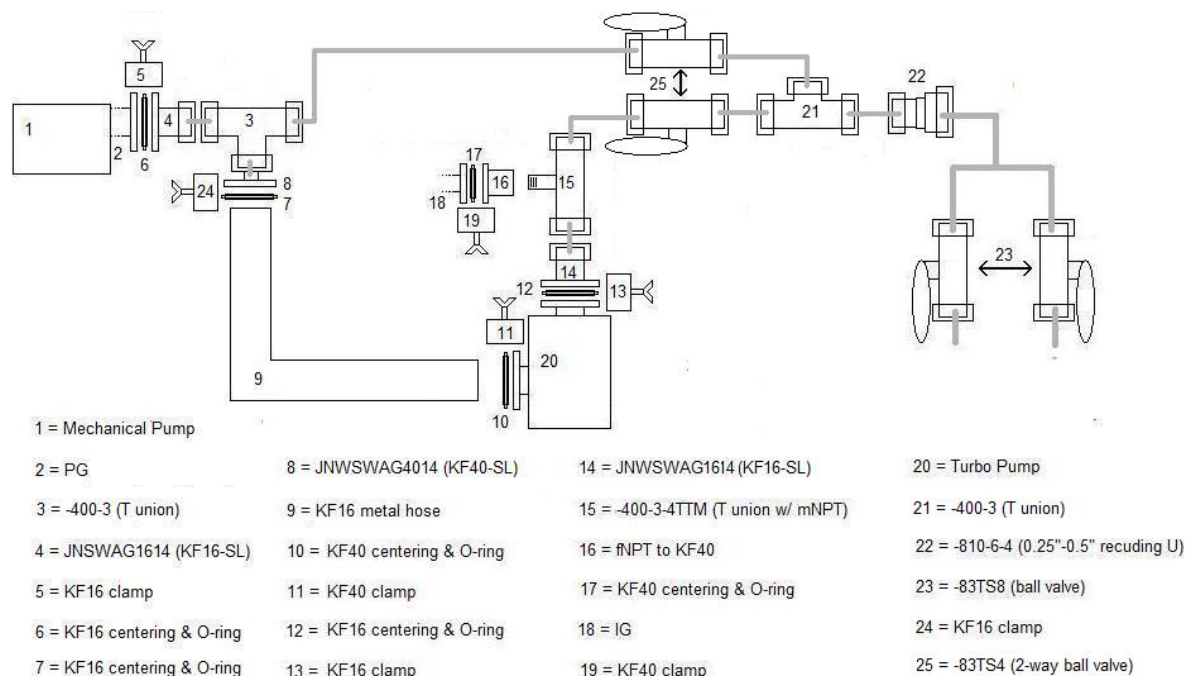 5
25
22
1
4
3
21
2
6
17
24
8
16
15
7
18
19
23
14
12
13
11
20
9
10
1 = Mechanical Pump
2 = PG
3 = -400-3 (T union)
4 = JNSWAG1614 (KF16-SL)
5 = KF16 clamp
6 = KF16 centering & O-ring
7 = KF16 centering & O-ring
8 = JNWSWAG4014 (KF40-SL)
9 = KF16 metal hose
10 = KF40 centering & O-ring
11 = KF40 clamp
12 = KF16 centering & O-ring
13 = KF16 clamp
14 = JNWSWAG1614 (KF16-SL)
15 = -400-3-4TTM (T union w/ mNPT)
16 = fNPT to KF40
17 = KF40 centering & O-ring
18 = IG
19 = KF40 clamp
20 = Turbo Pump
21 = -400-3 (T union)
22 = -810-6-4 (0.25"-0.5" recuding U)
23 = -83TS8 (ball valve)
24 = KF16 clamp
25 = -83TS4 (2-way ball valve)